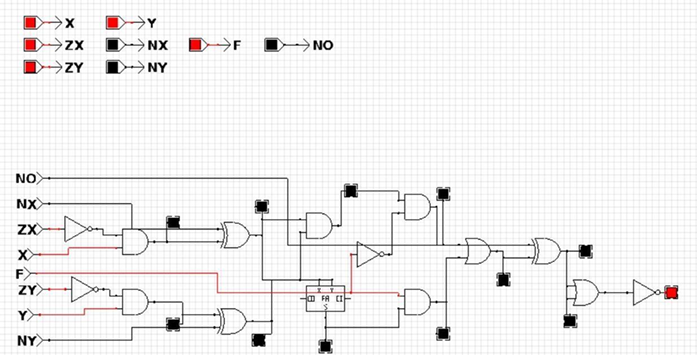 X Y
ZX NX F NO
ZY NY
NO
NX
ZX
X
F
ZY
Y
NY
X Y
CO FA CI
S